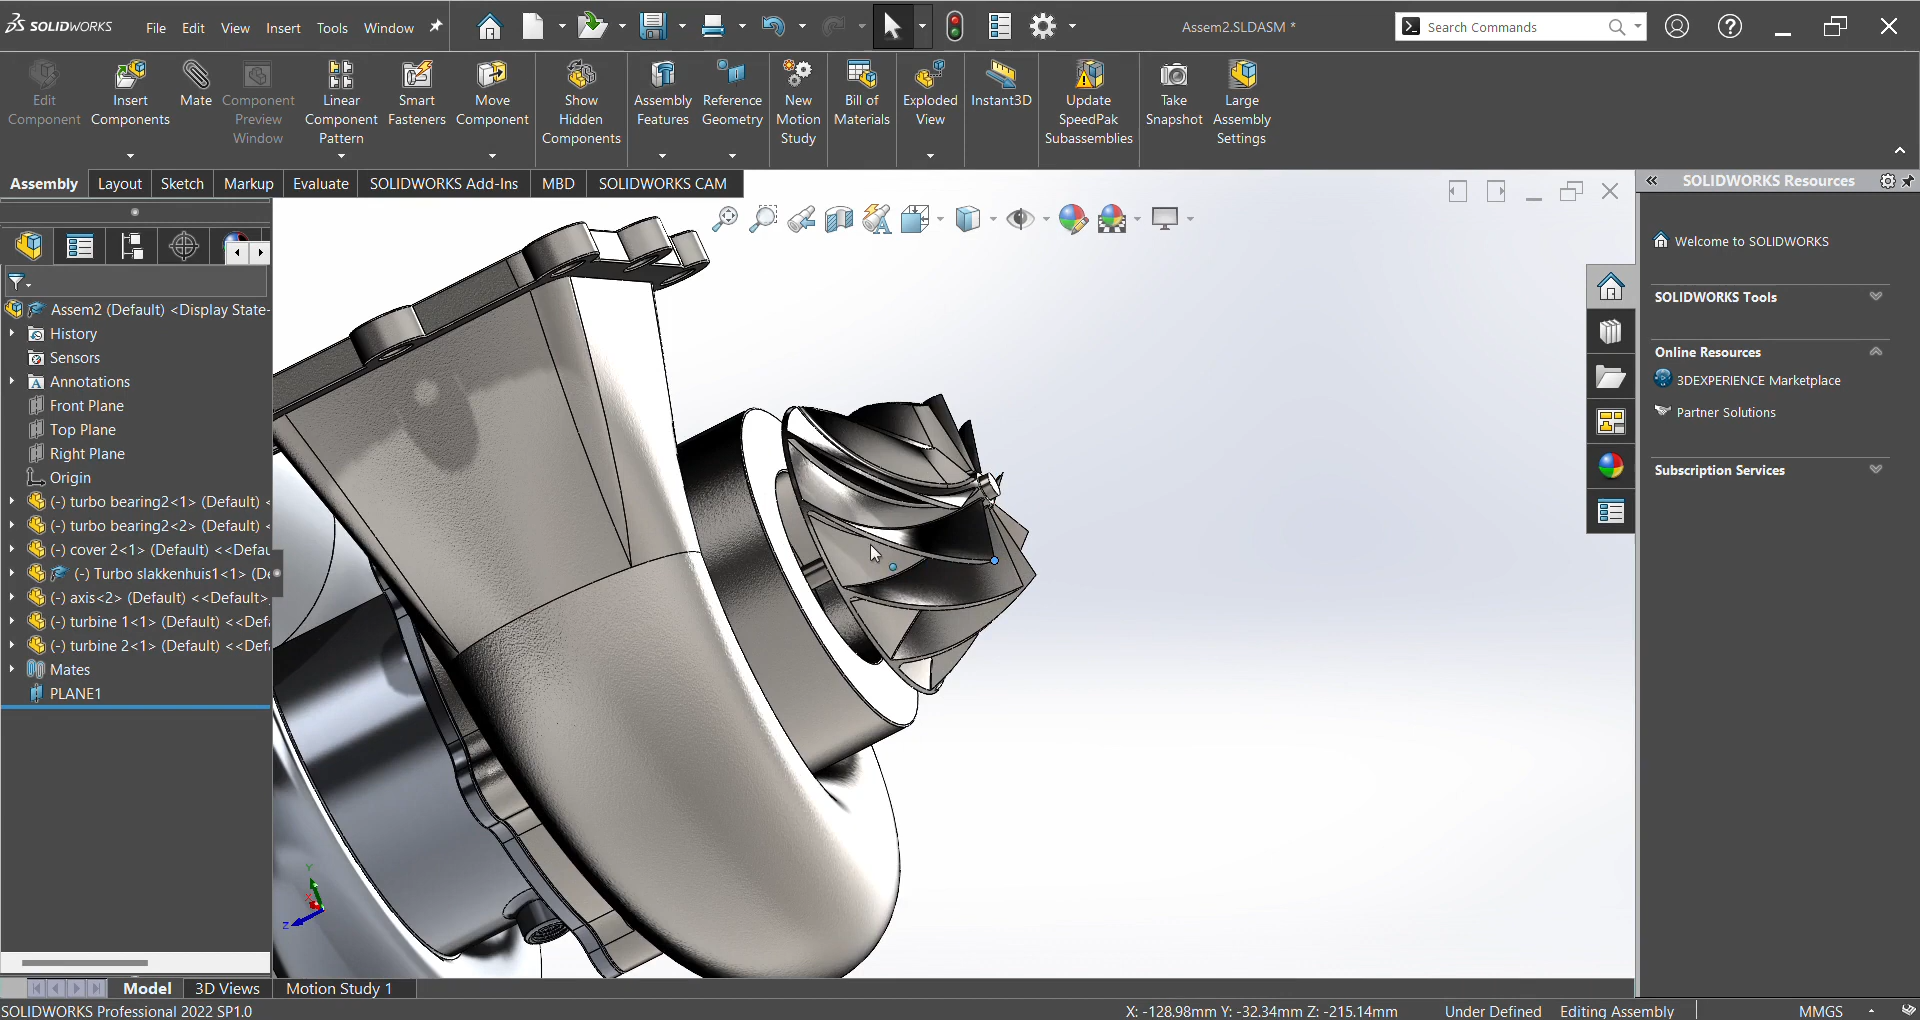 SOLIDWORKS
File Edit View Insert Tools Window
Assem2.SLDASM *
Search Commands
Edit Component
Insert Components
Mate
Component Preview Window
Linear Component Pattern
Smart Fasteners
Move Component
Show Hidden Components
Assembly Features
Reference Geometry
New Motion Study
Bill of Materials
Exploded View
Instant3D
Update SpeedPak Subassemblies
Take Snapshot
Large Assembly Settings
Assembly Layout Sketch Markup Evaluate SOLIDWORKS Add-Ins MBD SOLIDWORKS CAM
Assem2 (Default) <Display State-
History
Sensors
Annotations
Front Plane
Top Plane
Right Plane
Origin
(-) turbo bearing2<1> (Default) <
(-) turbo bearing2<2> (Default) <
(-) cover 2<1> (Default) <<Defau
(-) Turbo slakkenhuis1<1> (De
(-) axis<2> (Default) <<Default>
(-) turbine 1<1> (Default) <<Def
(-) turbine 2<1> (Default) <<Def
Mates
PLANE1
Y
Z
SOLIDWORKS Resources
Welcome to SOLIDWORKS
SOLIDWORKS Tools
Online Resources
3DEXPERIENCE Marketplace
Partner Solutions
Subscription Services
Model 3D Views Motion Study 1
SOLIDWORKS Professional 2022 SP1.0
X: -128.98mm Y: -32.34mm Z: -215.14mm
Under Defined
Editing Assembly
MMGS